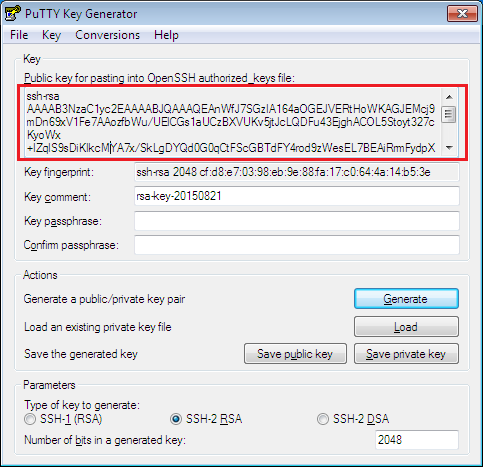 PuTTY Key Generator
File Key Conversions Help
Key
Public key for pasting into OpenSSH authorized_keys file:
ssh-rsa
AAAAB3NzaC1yc2EAAAABJQAAAQEAnWfJ7SGzIA164aOGEJVERtHoWKAGJEMcj9
mDn69xV1Fe7AAozfbWu/UEICGs1aUCzBXVUKv5jtJcLQDFu43EjghACOL5Stoyt327c
KyoWx
+IZqIS9sDiKlkcMYA7x/SkLgDYQd0G0qCtFScGBTdFY4rod9zWesEL7BEAiRmFydpX
Key fingerprint: ssh-rsa 2048 cf:d8:e7:03:98:eb:9e:88:fa:17:c0:64:4a:14:b5:3e
Key comment: rsa-key-20150821
Key passphrase:
Confirm passphrase:
Actions
Generate a public/private key pair Generate
Load an existing private key file Load
Save the generated key Save public key Save private key
Parameters
Type of key to generate:
SSH-1 (RSA) SSH-2 RSA SSH-2 DSA
Number of bits in a generated key: 2048